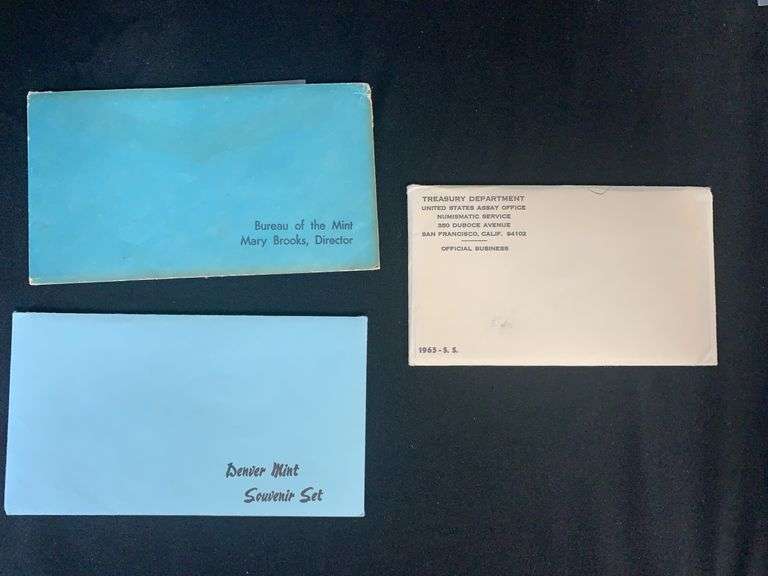 Bureau of the Mint
Mary Brooks, Director
TREASURY DEPARTMENT
UNITED STATES ASSAY OFFICE
NUMISMATIC SERVICE
350 DUBOCE AVENUE
SAN FRANCISCO, CALIF. 94102
OFFICIAL BUSINESS
1965 - S. S.
Denver Mint
Souvenir Set